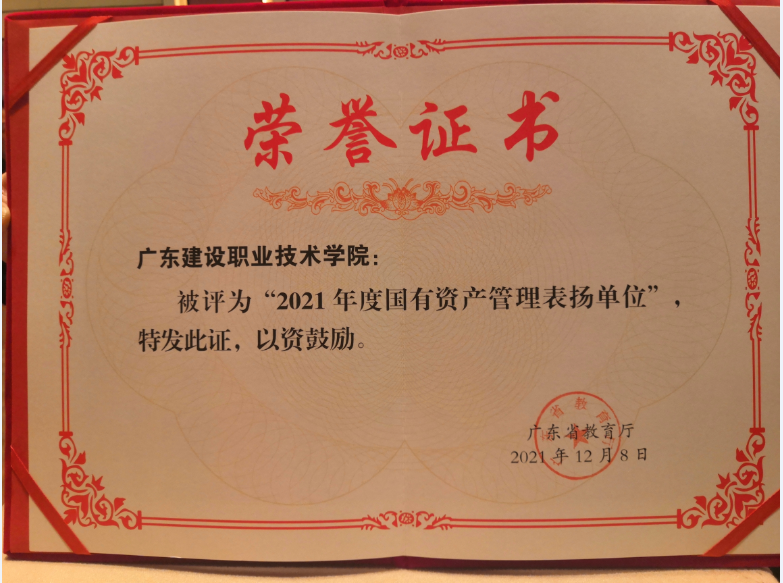 荣誉证书
广东建设职业技术学院：
被评为“2021年度国有资产管理表扬单位”，
特发此证，以资鼓励。
广东省教育厅
2021年12月8日